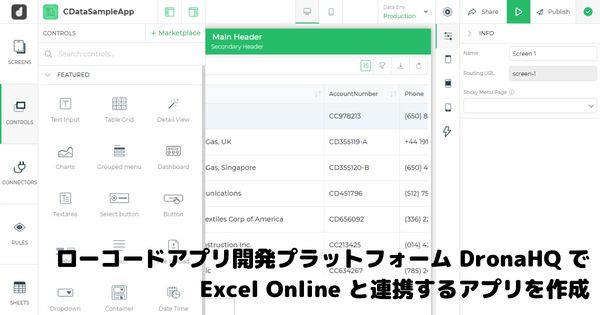 CDataSampleApp
Data Env
Production
Share
Publish
SCREENS
CONTROLS
CONNECTORS
RULES
SHEETS
CONTROLS
+ Marketplace
Search controls...
FEATURED
Text Input
Table Grid
Detail View
Charts
Grouped menu
Dashboard
Textarea
Select button
Button
Dropdown
Container
Date Time
Main Header
Secondary Header
AccountNumber Phone
CC978213 (650) 8
Gas, UK CD355119-A +44 191
Gas, Singapore CD355120-B (650) 4
unications CD451796 (512) 75
extiles Corp of America CD656092 (336) 22
struction Inc. CC213425 (014) 4
CC634267 (785) 24
INFO
Name
Screen 1
Routing URL
screen-1
Sticky Menu Page
ローコードアプリ開発プラットフォーム DronaHQ で
Excel Online と連携するアプリを作成